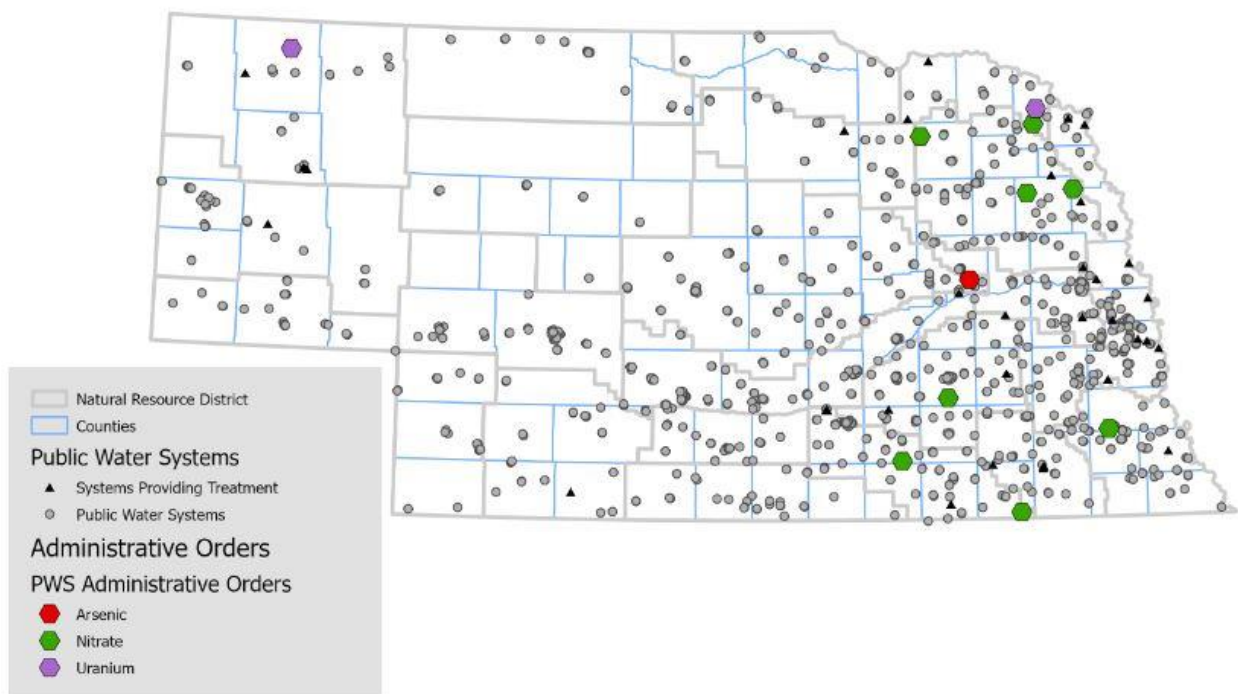 Natural Resource District
Counties
Public Water Systems
Systems Providing Treatment
Public Water Systems
Administrative Orders
PWS Administrative Orders
Arsenic
Nitrate
Uranium